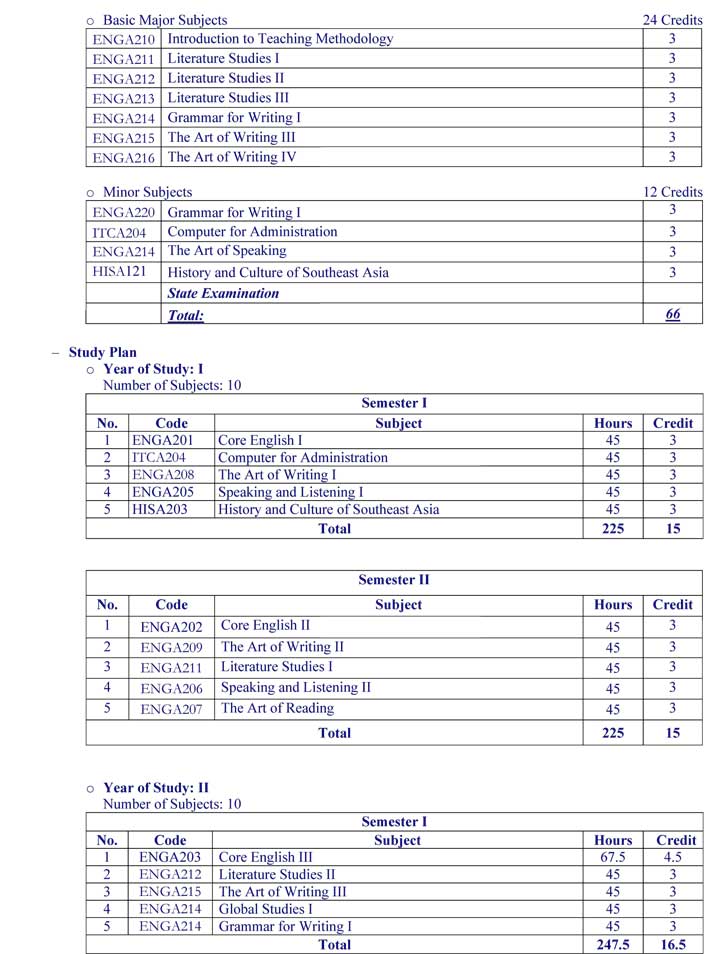 o Basic Major Subjects 24 Credits
ENGA210 Introduction to Teaching Methodology 3
ENGA211 Literature Studies I 3
ENGA212 Literature Studies II 3
ENGA213 Literature Studies III 3
ENGA214 Grammar for Writing I 3
ENGA215 The Art of Writing III 3
ENGA216 The Art of Writing IV 3
o Minor Subjects 12 Credits
ENGA220 Grammar for Writing I 3
ITCA204 Computer for Administration 3
ENGA214 The Art of Speaking 3
HISA121 History and Culture of Southeast Asia 3
State Examination
Total: 66
– Study Plan
o Year of Study: I
Number of Subjects: 10
Semester I
No. Code Subject Hours Credit
1 ENGA201 Core English I 45 3
2 ITCA204 Computer for Administration 45 3
3 ENGA208 The Art of Writing I 45 3
4 ENGA205 Speaking and Listening I 45 3
5 HISA203 History and Culture of Southeast Asia 45 3
Total 225 15
Semester II
No. Code Subject Hours Credit
1 ENGA202 Core English II 45 3
2 ENGA209 The Art of Writing II 45 3
3 ENGA211 Literature Studies I 45 3
4 ENGA206 Speaking and Listening II 45 3
5 ENGA207 The Art of Reading 45 3
Total 225 15
o Year of Study: II
Number of Subjects: 10
Semester I
No. Code Subject Hours Credit
1 ENGA203 Core English III 67.5 4.5
2 ENGA212 Literature Studies II 45 3
3 ENGA215 The Art of Writing III 45 3
4 ENGA214 Global Studies I 45 3
5 ENGA214 Grammar for Writing I 45 3
Total 247.5 16.5